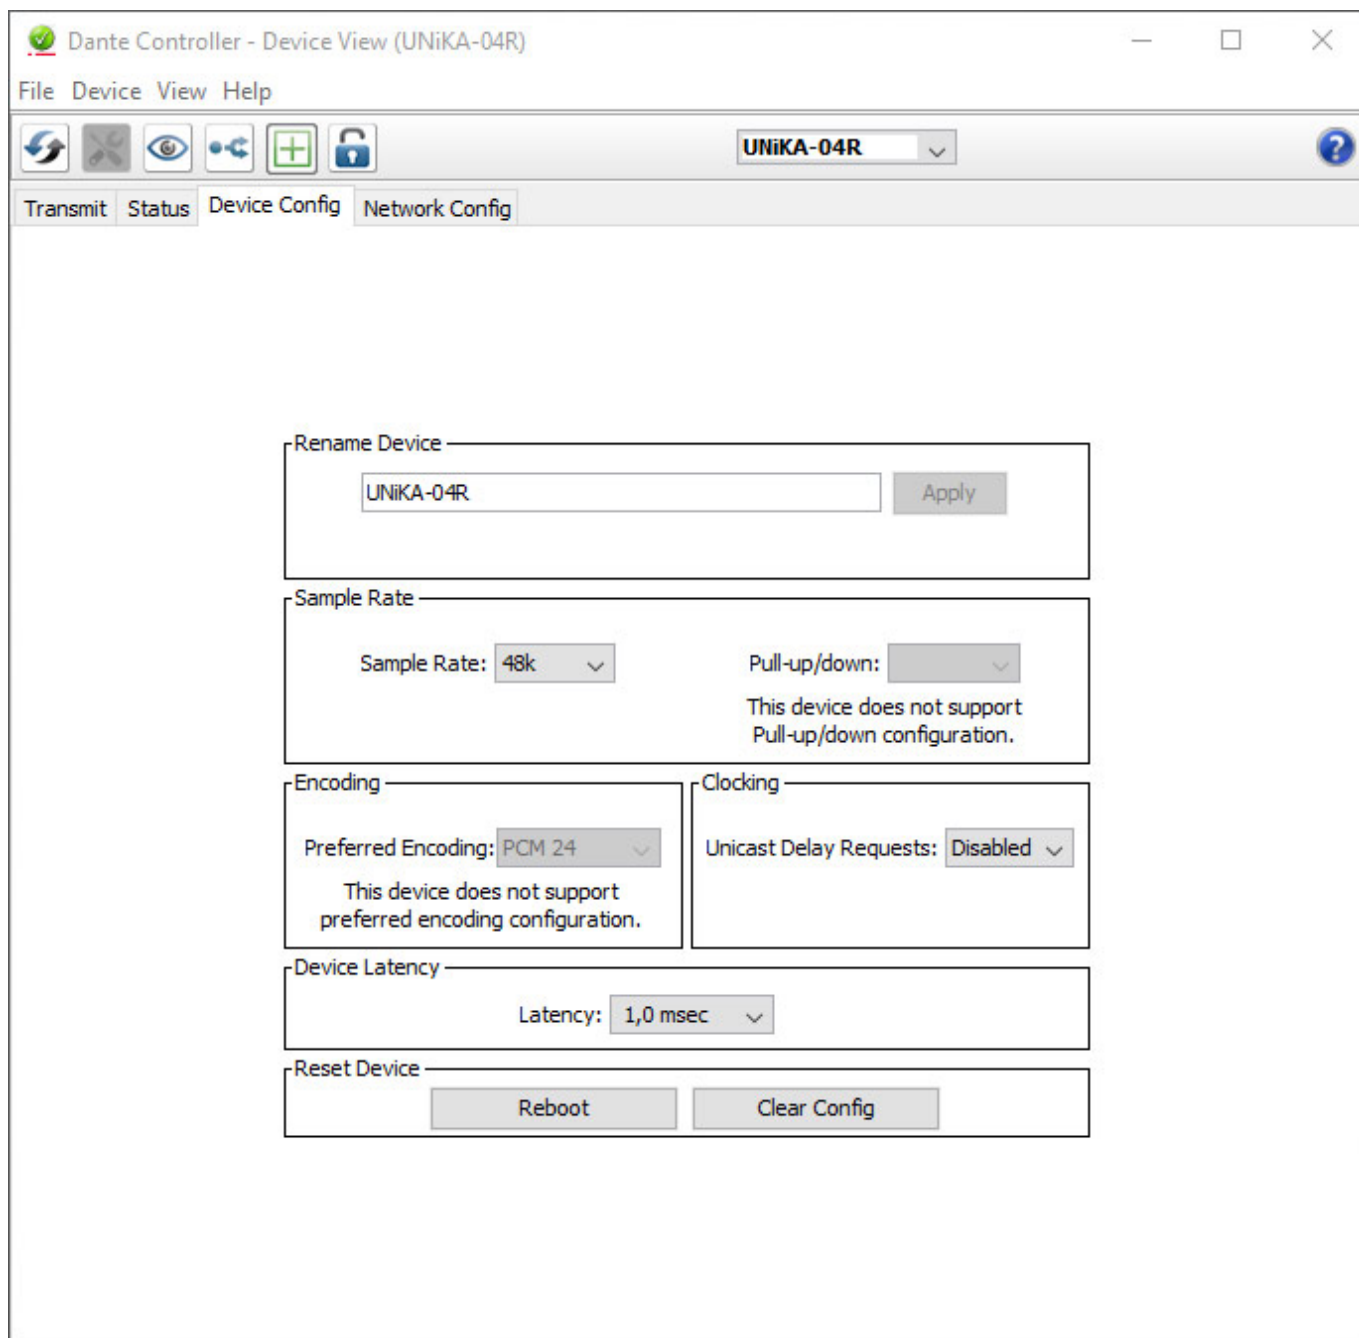 Dante Controller - Device View (UNiKA-04R)
File Device View Help
UNiKA-04R
Transmit Status Device Config Network Config
Rename Device
UNiKA-04R Apply
Sample Rate
Sample Rate: 48k Pull-up/down:
This device does not support
Pull-up/down configuration.
Encoding Clocking
Preferred Encoding: PCM 24 Unicast Delay Requests: Disabled
This device does not support
preferred encoding configuration.
Device Latency
Latency: 1,0 msec
Reset Device
Reboot Clear Config